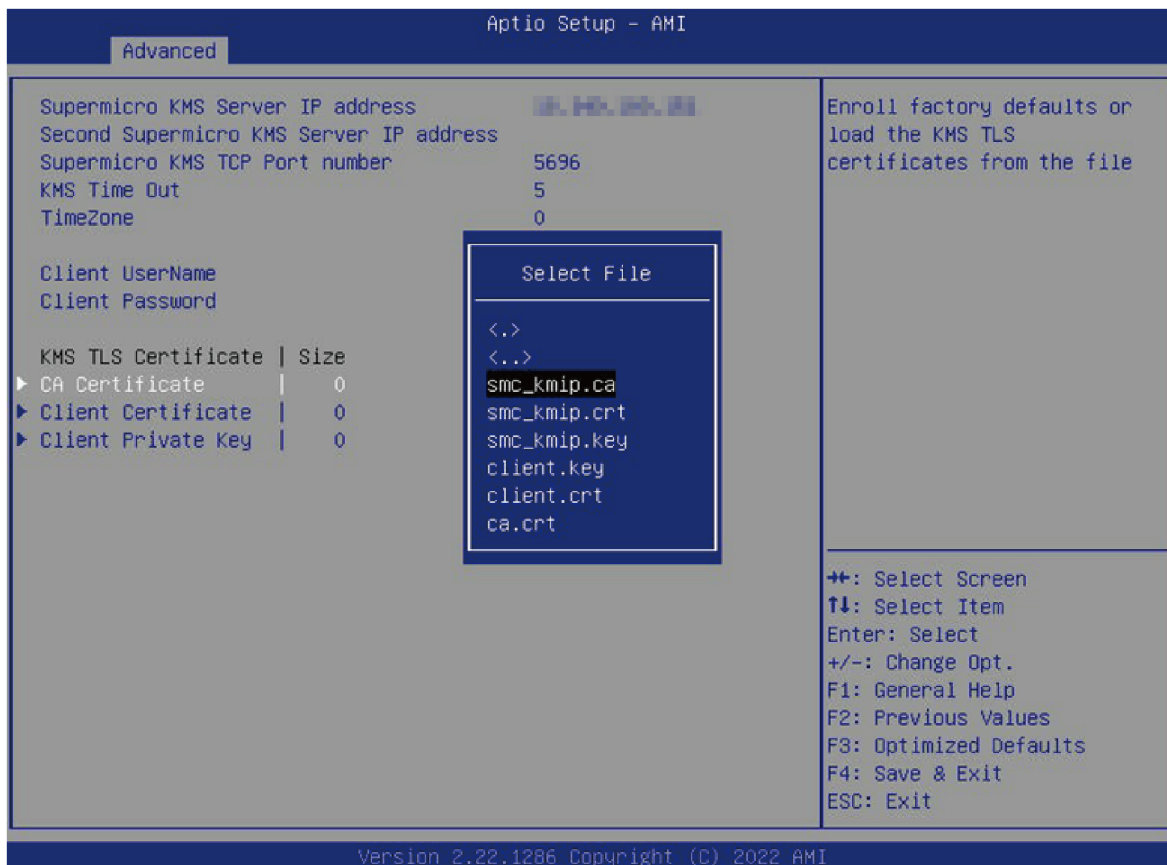 Aptio Setup - AMI
Advanced
Supermicro KMS Server IP address
Second Supermicro KMS Server IP address
Supermicro KMS TCP Port number 5696
KMS Time Out 5
TimeZone 0
Client UserName
Client Password
KMS TLS Certificate | Size
CA Certificate | 0
Client Certificate | 0
Client Private Key | 0
Select File
<.>
<..>
smc_kmip.ca
smc_kmip.crt
smc_kmip.key
client.key
client.crt
ca.crt
Enroll factory defaults or
load the KMS TLS
certificates from the file
→←: Select Screen
↑↓: Select Item
Enter: Select
+/-: Change Opt.
F1: General Help
F2: Previous Values
F3: Optimized Defaults
F4: Save & Exit
ESC: Exit
Version 2.22.1286 Copyright (C) 2022 AMI